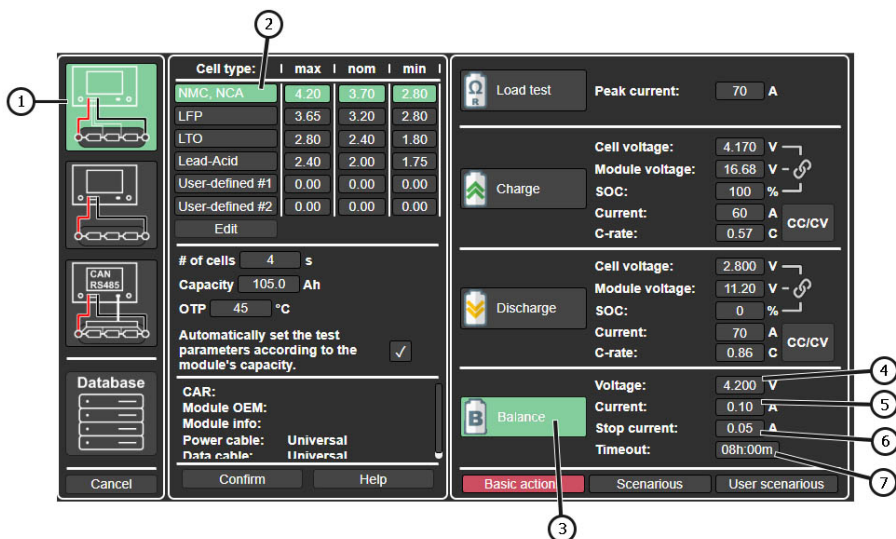 1
2
CAN
RS485
Database
Cancel
Cell type: max nom min
NMC, NCA 4.20 3.70 2.80
LFP 3.65 3.20 2.80
LTO 2.80 2.40 1.80
Lead-Acid 2.40 2.00 1.75
User-defined #1 0.00 0.00 0.00
User-defined #2 0.00 0.00 0.00
Edit
# of cells 4 s
Capacity 105.0 Ah
OTP 45 °C
Automatically set the test
parameters according to the
module's capacity. ✓
CAR:
Module OEM:
Module info:
Power cable: Universal
Data cable: Universal
Confirm Help
Ω
R
Load test Peak current: 70 A
Charge
Cell voltage: 4.170 V
Module voltage: 16.68 V
SOC: 100 %
Current: 60 A
C-rate: 0.57 C
CC/CV
Discharge
Cell voltage: 2.800 V
Module voltage: 11.20 V
SOC: 0 %
Current: 70 A
C-rate: 0.86 C
CC/CV
B
Balance
Voltage: 4.200 V
Current: 0.10 A
Stop current: 0.05 A
Timeout: 08h:00m
Basic actions Scenarious User scenarious
4
5
6
7
3